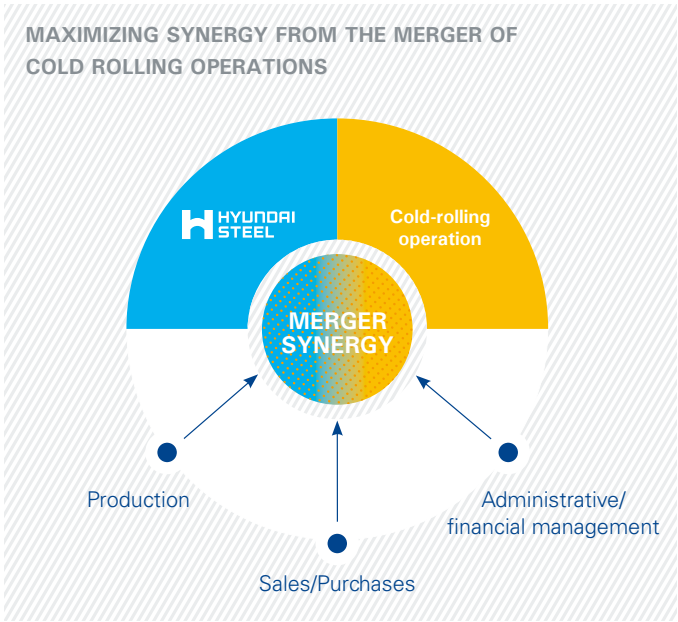 MAXIMIZING SYNERGY FROM THE MERGER OF
COLD ROLLING OPERATIONS
HYUNDAI
STEEL
Cold-rolling
operation
MERGER
SYNERGY
Production
Administrative/
financial management
Sales/Purchases